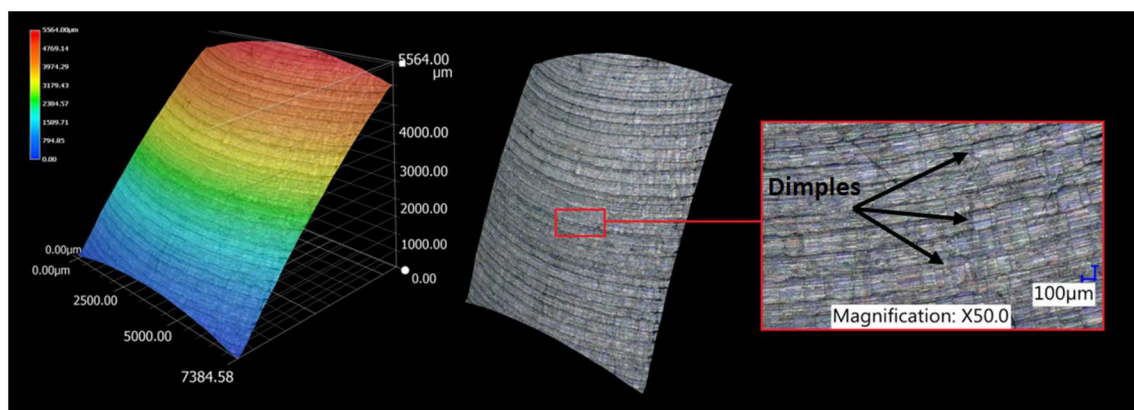 5564.00μm
4769.14
3974.29
3179.43
2384.57
1589.71
794.85
0.00
5564.00
μm
4000.00
3000.00
2000.00
1000.00
0.00
0.00μm
0.00μm
2500.00
5000.00
7384.58
Dimples
100μm
Magnification: X50.0